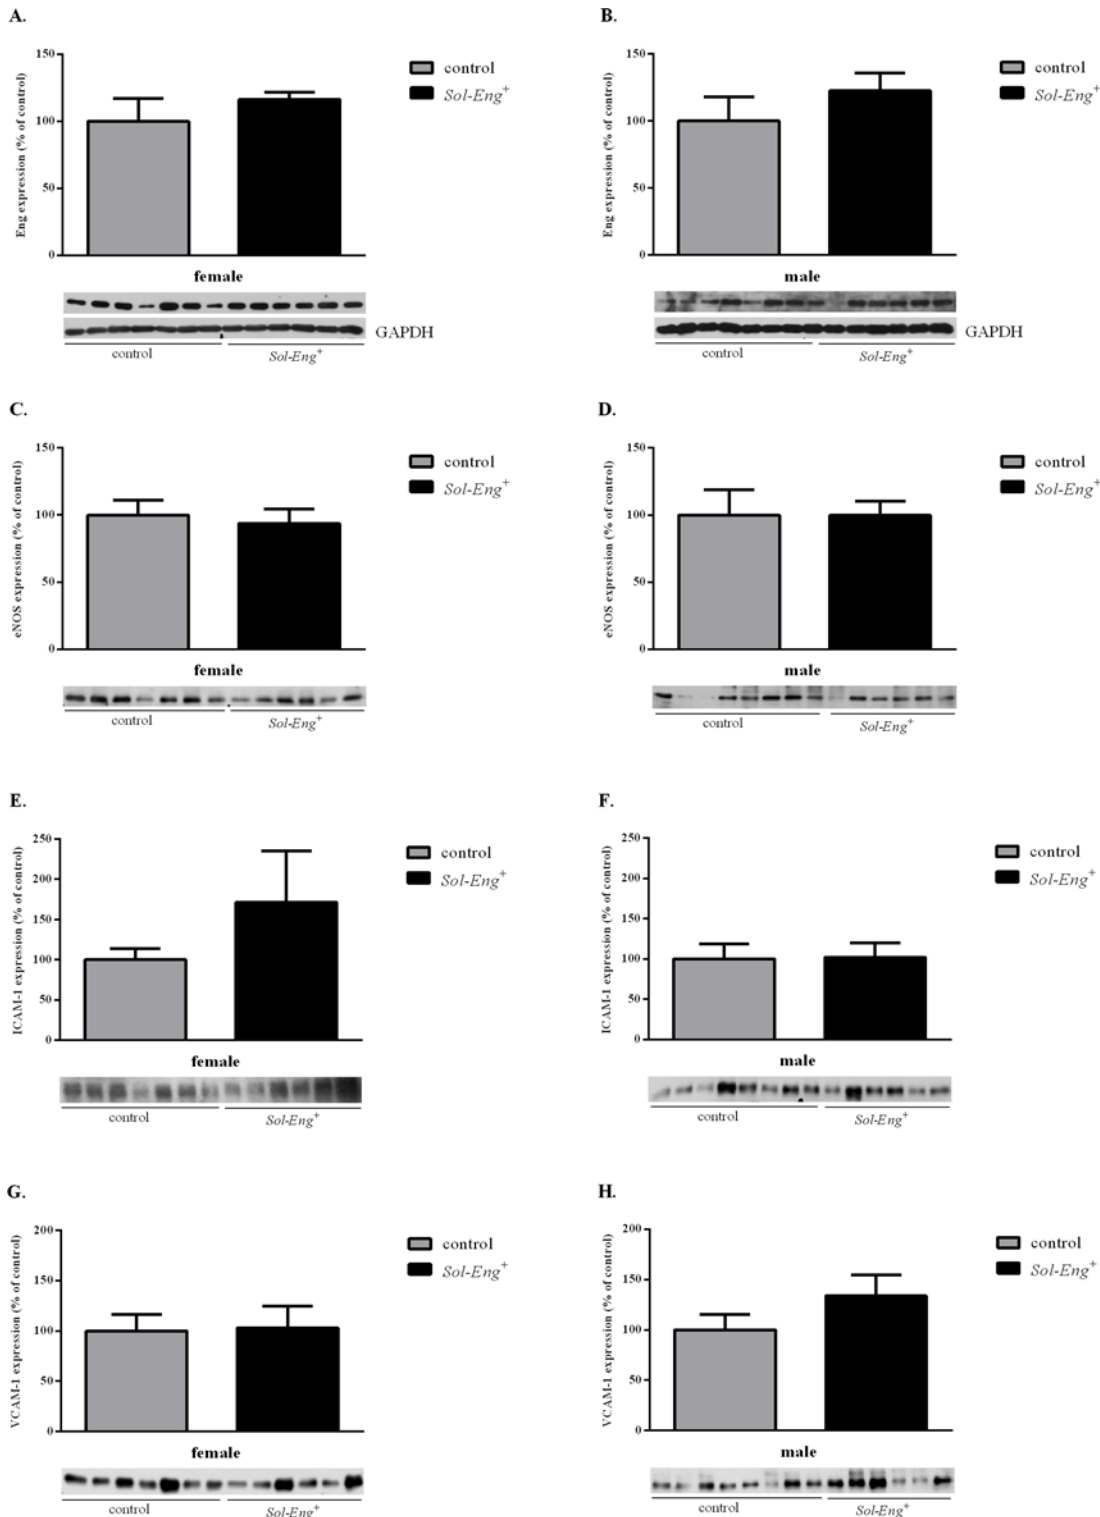 A.
Eng expression (% of control)
150
100
50
0
control
Sol-Eng+
female
GAPDH
control
Sol-Eng+
B.
Eng expression (% of control)
150
100
50
0
control
Sol-Eng+
male
GAPDH
control
Sol-Eng+
C.
eNOS expression (% of control)
150
100
50
0
control
Sol-Eng+
female
control
Sol-Eng+
D.
eNOS expression (% of control)
150
100
50
0
control
Sol-Eng+
male
control
Sol-Eng+
E.
ICAM-1 expression (% of control)
250
200
150
100
50
0
control
Sol-Eng+
female
control
Sol-Eng+
F.
ICAM-1 expression (% of control)
250
200
150
100
50
0
control
Sol-Eng+
male
control
Sol-Eng+
G.
VCAM-1 expression (% of control)
200
150
100
50
0
control
Sol-Eng+
female
control
Sol-Eng+
H.
VCAM-1 expression (% of control)
200
150
100
50
0
control
Sol-Eng+
male
control
Sol-Eng+